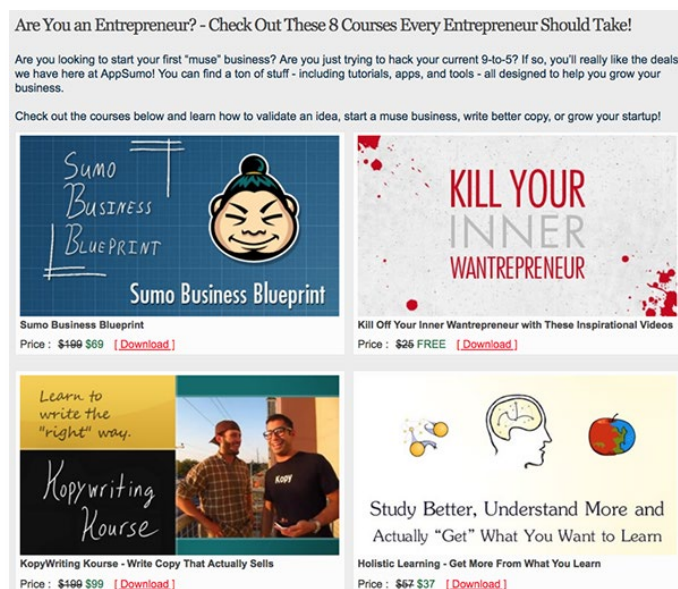 Are You an Entrepreneur? - Check Out These 8 Courses Every Entrepreneur Should Take!
Are you looking to start your first "muse" business? Are you just trying to hack your current 9-to-5? If so, you'll really like the deals
we have here at AppSumo! You can find a ton of stuff - including tutorials, apps, and tools - all designed to help you grow your
business.
Check out the courses below and learn how to validate an idea, start a muse business, write better copy, or grow your startup!
SUMO
BUSINESS
BLUEPRINT
Sumo Business Blueprint
Sumo Business Blueprint
Price : $199 $69 [ Download ]
KILL YOUR
INNER
WANTREPRENEUR
Kill Off Your Inner Wantrepreneur with These Inspirational Videos
Price : $25 FREE [ Download ]
Learn to
write the
"right" way.
Kopywriting
Kourse
KOPY
KopyWriting Kourse - Write Copy That Actually Sells
Price : $199 $99 [ Download ]
Study Better, Understand More and
Actually "Get" What You Want to Learn
Holistic Learning - Get More From What You Learn
Price : $57 $37 [ Download ]